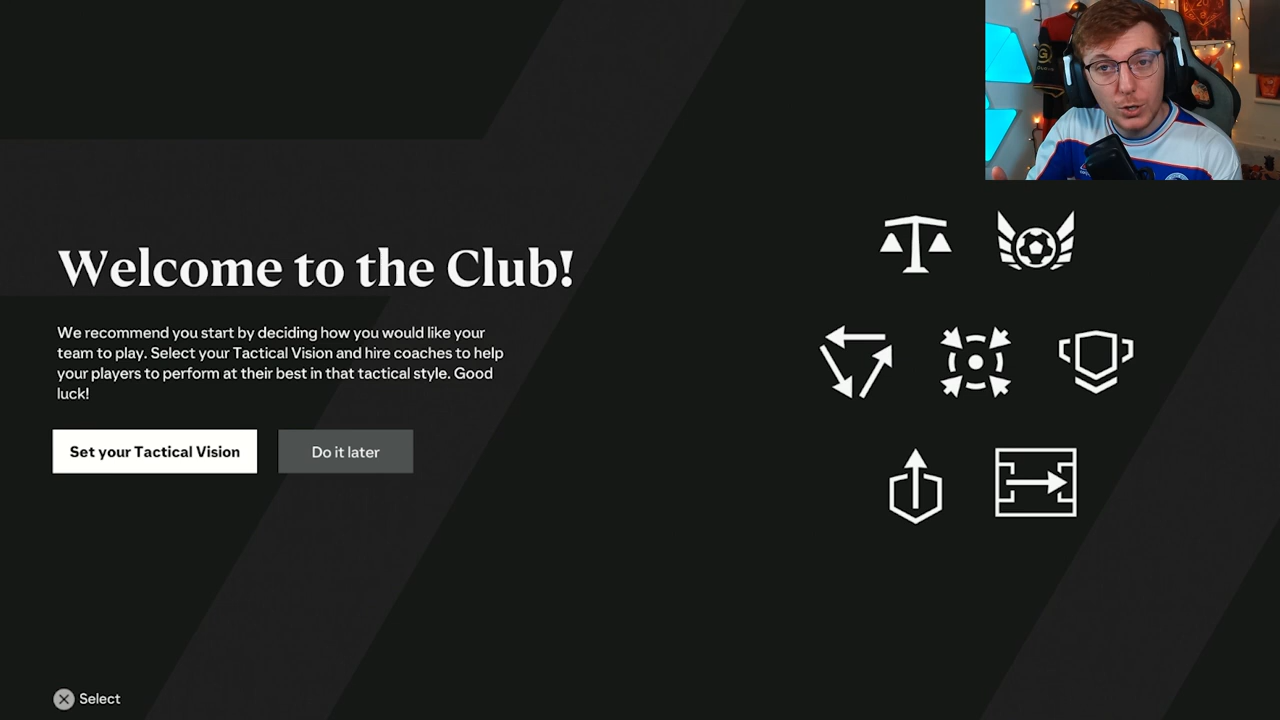 Welcome to the Club!
We recommend you start by deciding how you would like your
team to play. Select your Tactical Vision and hire coaches to help
your players to perform at their best in that tactical style. Good
luck!
Set your Tactical Vision
Do it later
Select